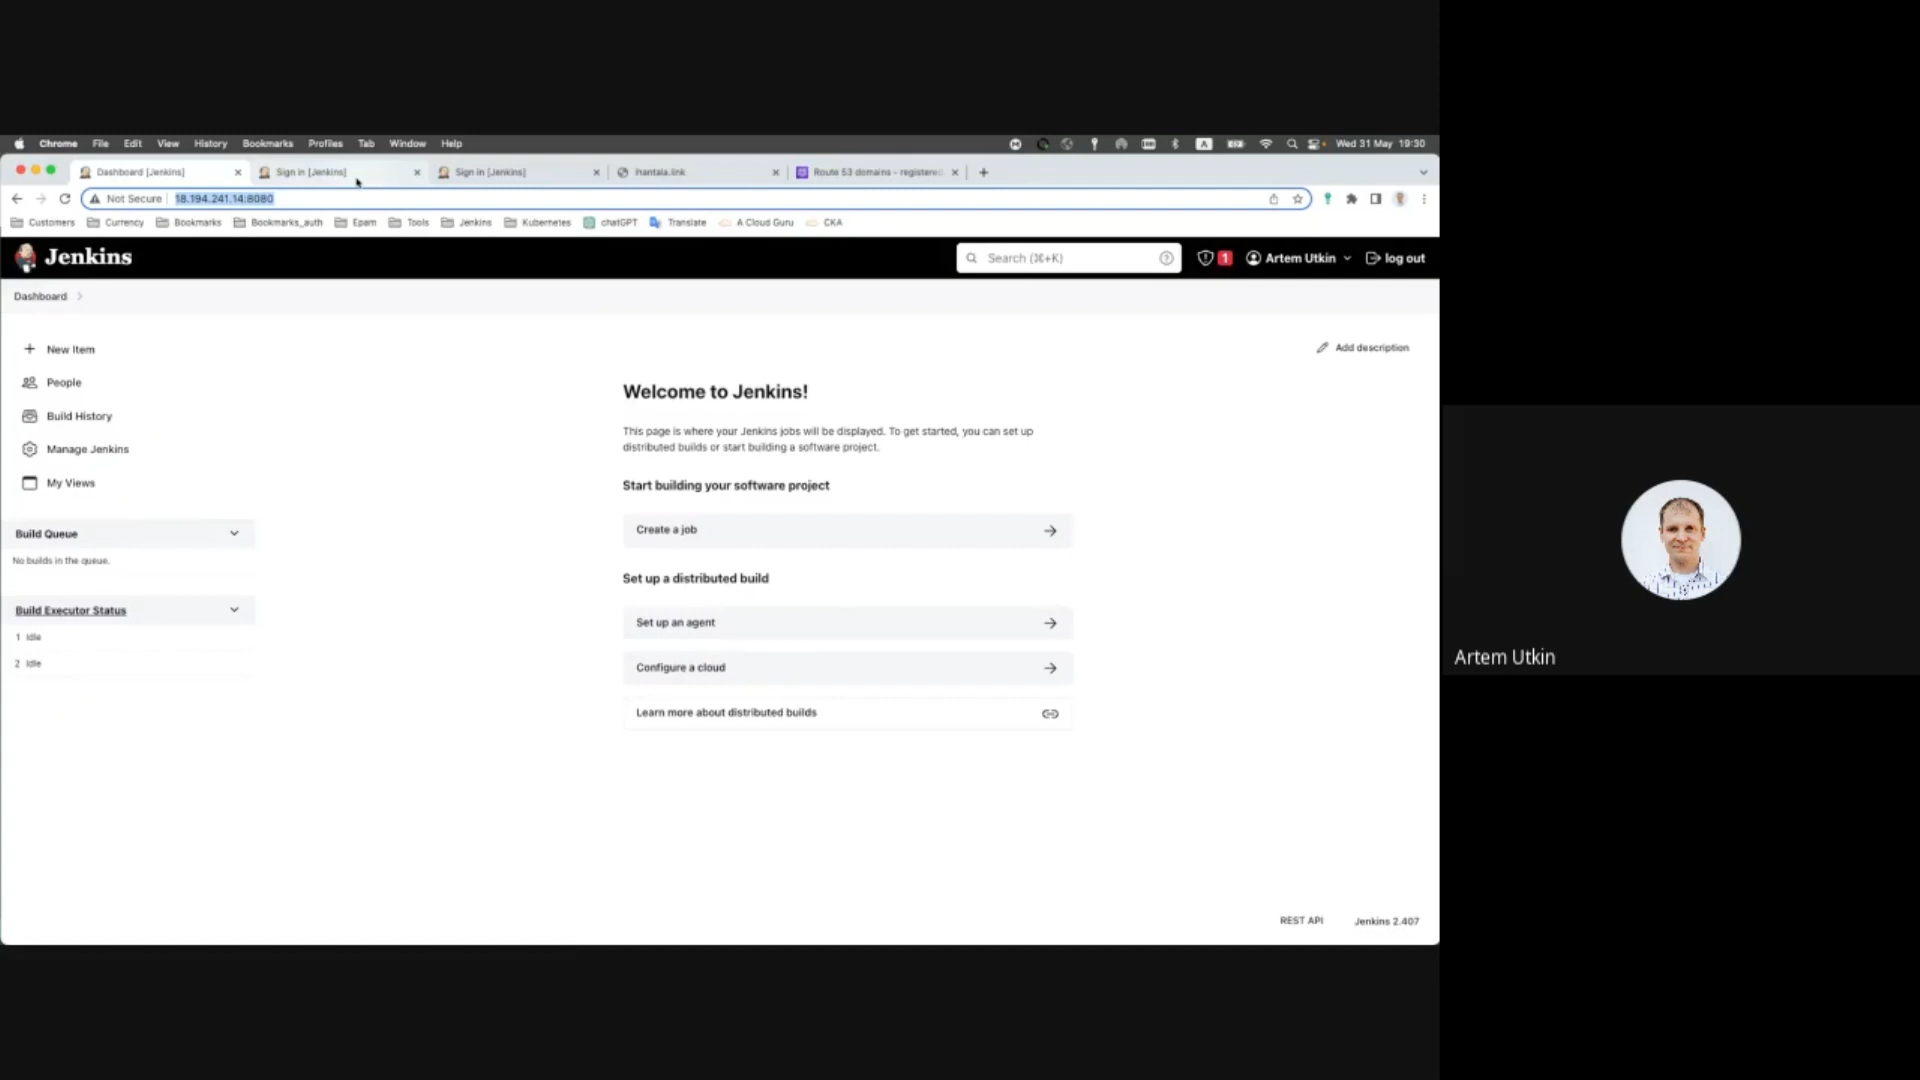 Chrome File Edit View History Bookmarks Profiles Tab Window Help Wed 31 May 19:30
Dashboard [Jenkins] Sign in [Jenkins] Sign in [Jenkins] ihantaia.link Route 53 domains - registered
Not Secure 18.194.241.14:8080
Customers Currency Bookmarks Bookmarks_auth Epam Tools Jenkins Kubernetes chatGPT Translate A Cloud Guru CKA
Jenkins Search (⌘+K) 1 Artem Utkin log out
Dashboard
New Item
Add description
People
Build History
Manage Jenkins
My Views
Build Queue
No builds in the queue.
Build Executor Status
1 Idle
2 Idle
Welcome to Jenkins!
This page is where your Jenkins jobs will be displayed. To get started, you can set up
distributed builds or start building a software project.
Start building your software project
Create a job
Set up a distributed build
Set up an agent
Configure a cloud
Learn more about distributed builds
REST API Jenkins 2.407
Artem Utkin